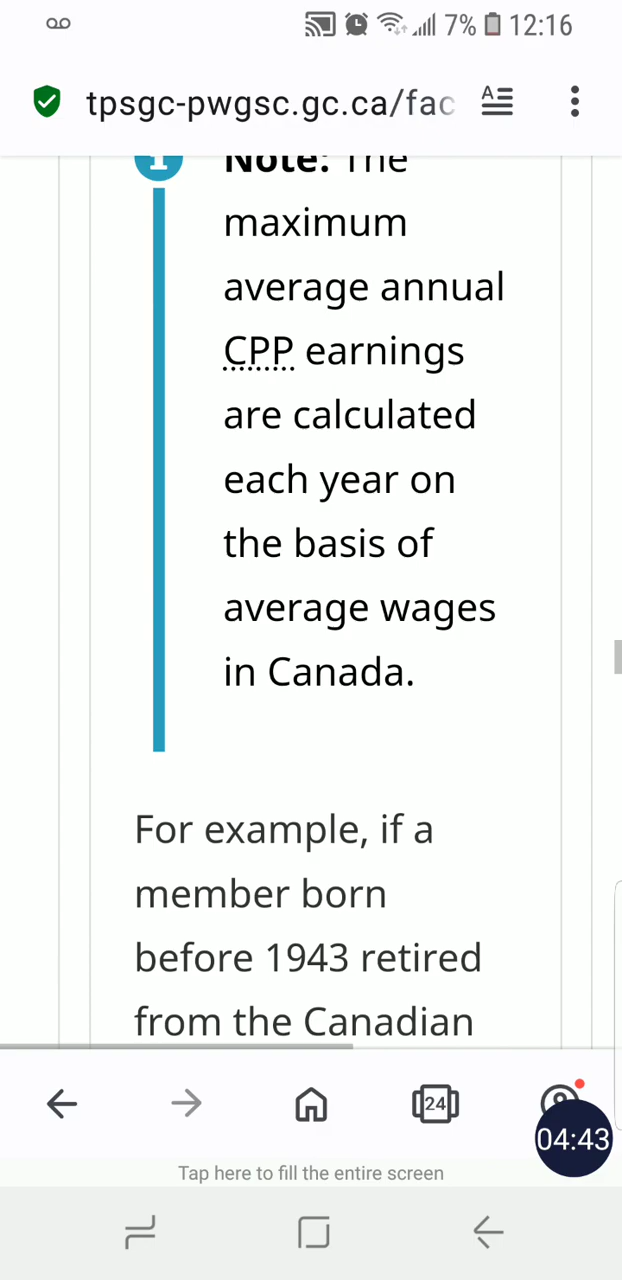 7% 12:16
tpsgc-pwgsc.gc.ca/fac
Note: The
maximum
average annual
CPP earnings
are calculated
each year on
the basis of
average wages
in Canada.
For example, if a
member born
before 1943 retired
from the Canadian
24
04:43
Tap here to fill the entire screen